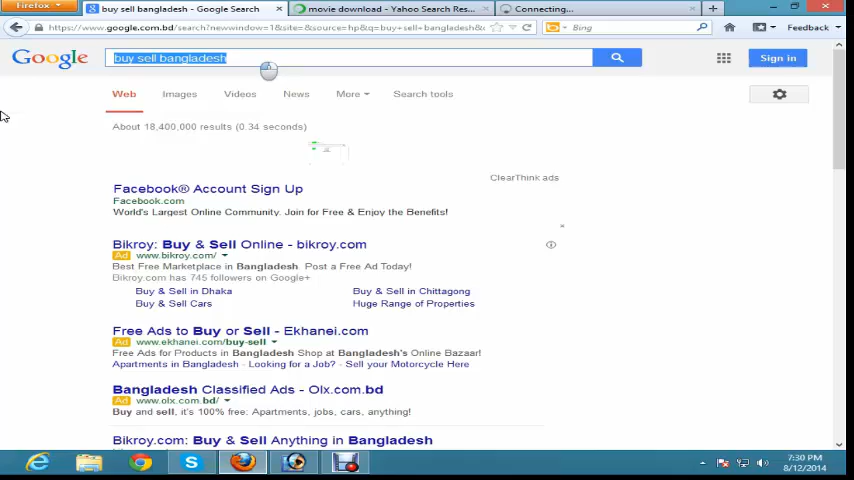 Firefox
buy sell bangladesh - Google Search
movie download - Yahoo Search Res...
Connecting...
https://www.google.com.bd/search?newwindow=1&site=&source=hp&q=buy+sell+bangladesh&
Bing
Feedback
Google
buy sell bangladesh
Sign in
Web
Images
Videos
News
More
Search tools
About 18,400,000 results (0.34 seconds)
ClearThink ads
Facebook® Account Sign Up
Facebook.com
World's Largest Online Community. Join for Free & Enjoy the Benefits!
Bikroy: Buy & Sell Online - bikroy.com
Ad www.bikroy.com/
Best Free Marketplace in Bangladesh. Post a Free Ad Today!
Bikroy.com has 745 followers on Google+
Buy & Sell in Dhaka
Buy & Sell in Chittagong
Buy & Sell Cars
Huge Range of Properties
Free Ads to Buy or Sell - Ekhanei.com
Ad www.ekhanei.com/buy-sell
Free Ads for Products in Bangladesh Shop at Bangladesh's Online Bazaar!
Apartments in Bangladesh - Looking for a Job? - Sell your Motorcycle Here
Bangladesh Classified Ads - Olx.com.bd
Ad www.olx.com.bd/
Buy and sell, it's 100% free: Apartments, jobs, cars, anything!
Bikroy.com: Buy & Sell Anything in Bangladesh
7:30 PM
8/12/2014